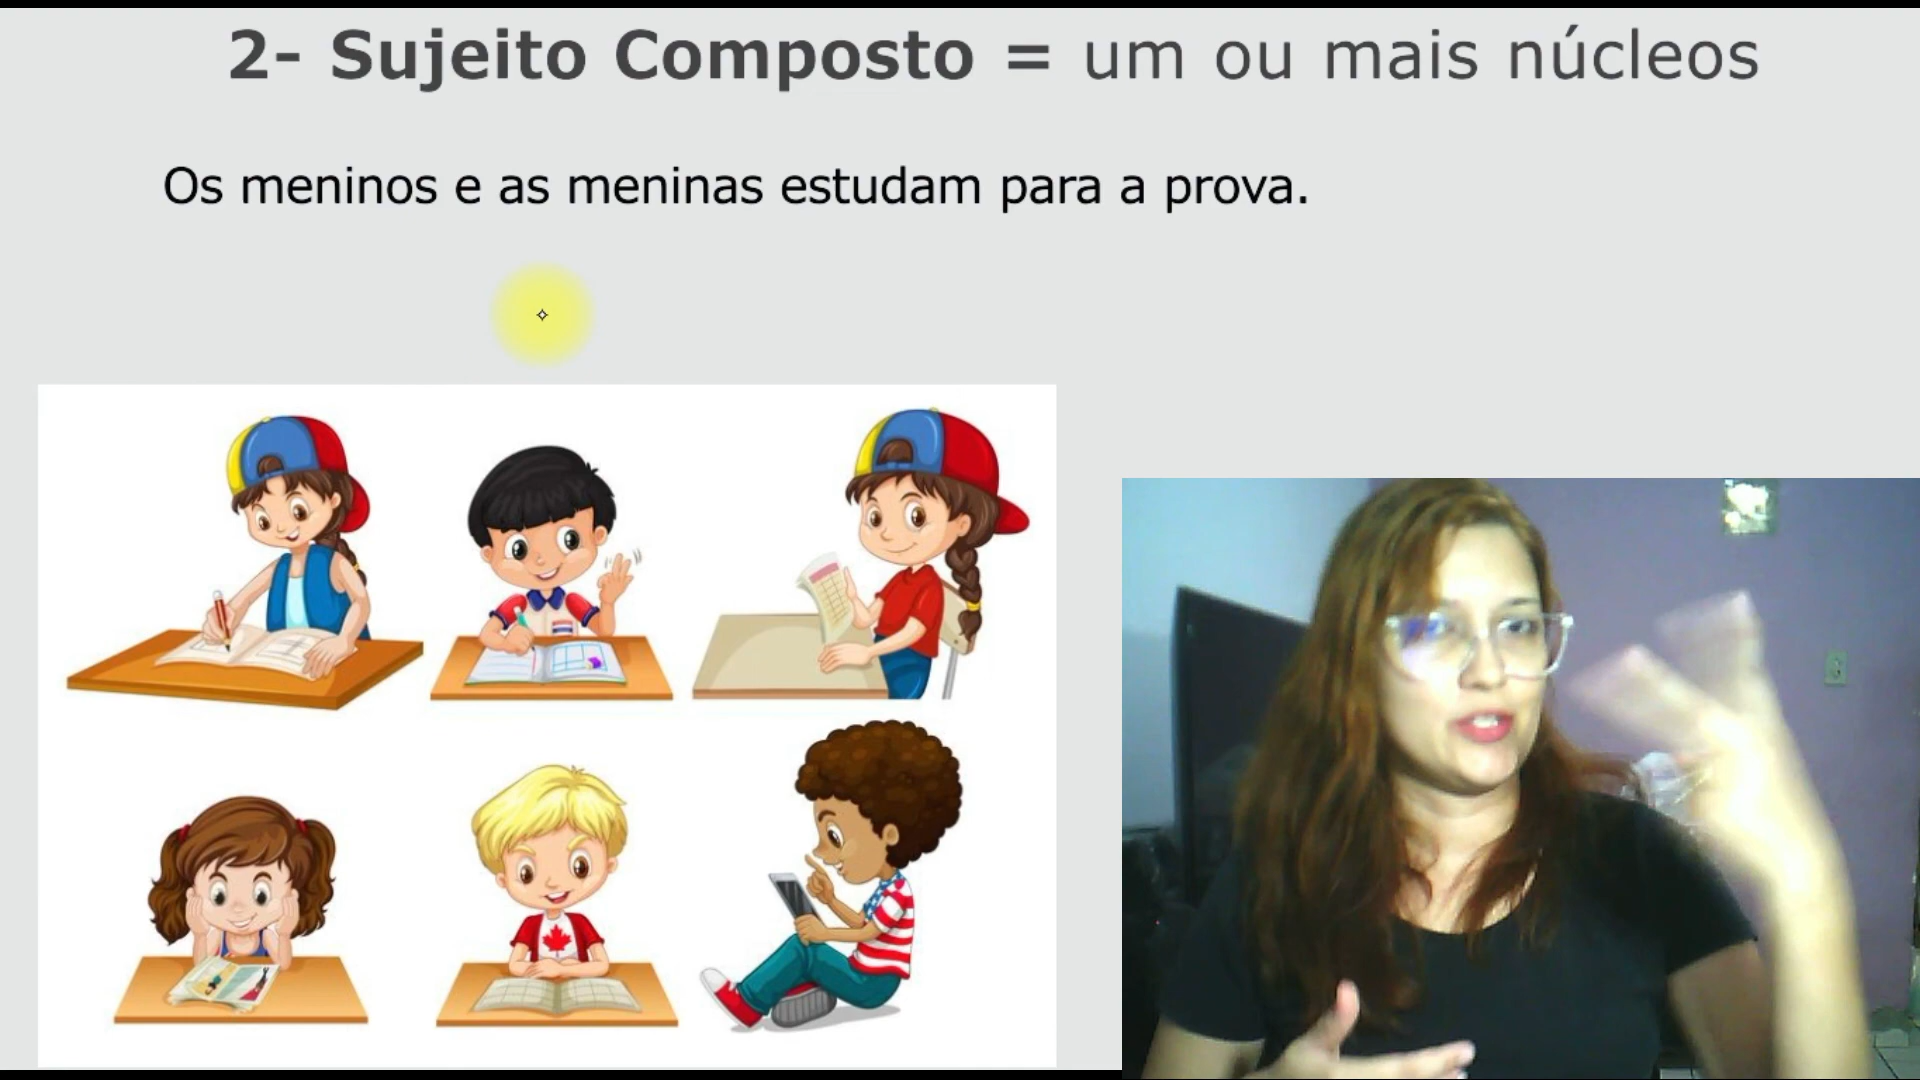 2- Sujeito Composto = um ou mais núcleos
Os meninos e as meninas estudam para a prova.